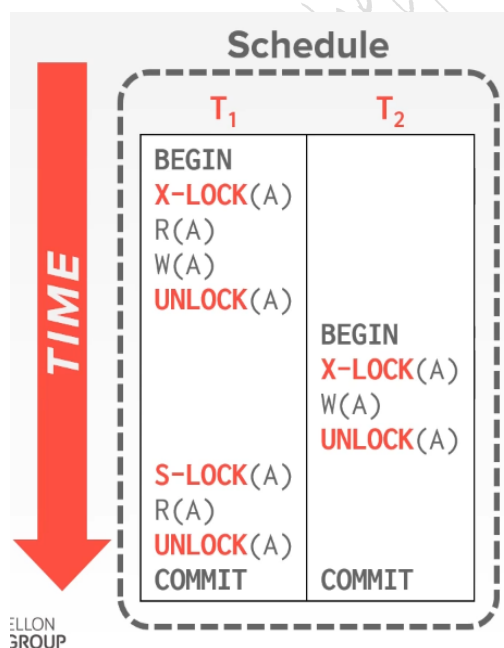 Schedule
TIME
T1 T2
BEGIN
X-LOCK(A)
R(A)
W(A)
UNLOCK(A)
BEGIN
X-LOCK(A)
W(A)
UNLOCK(A)
S-LOCK(A)
R(A)
UNLOCK(A)
COMMIT COMMIT
ELLON
GROUP